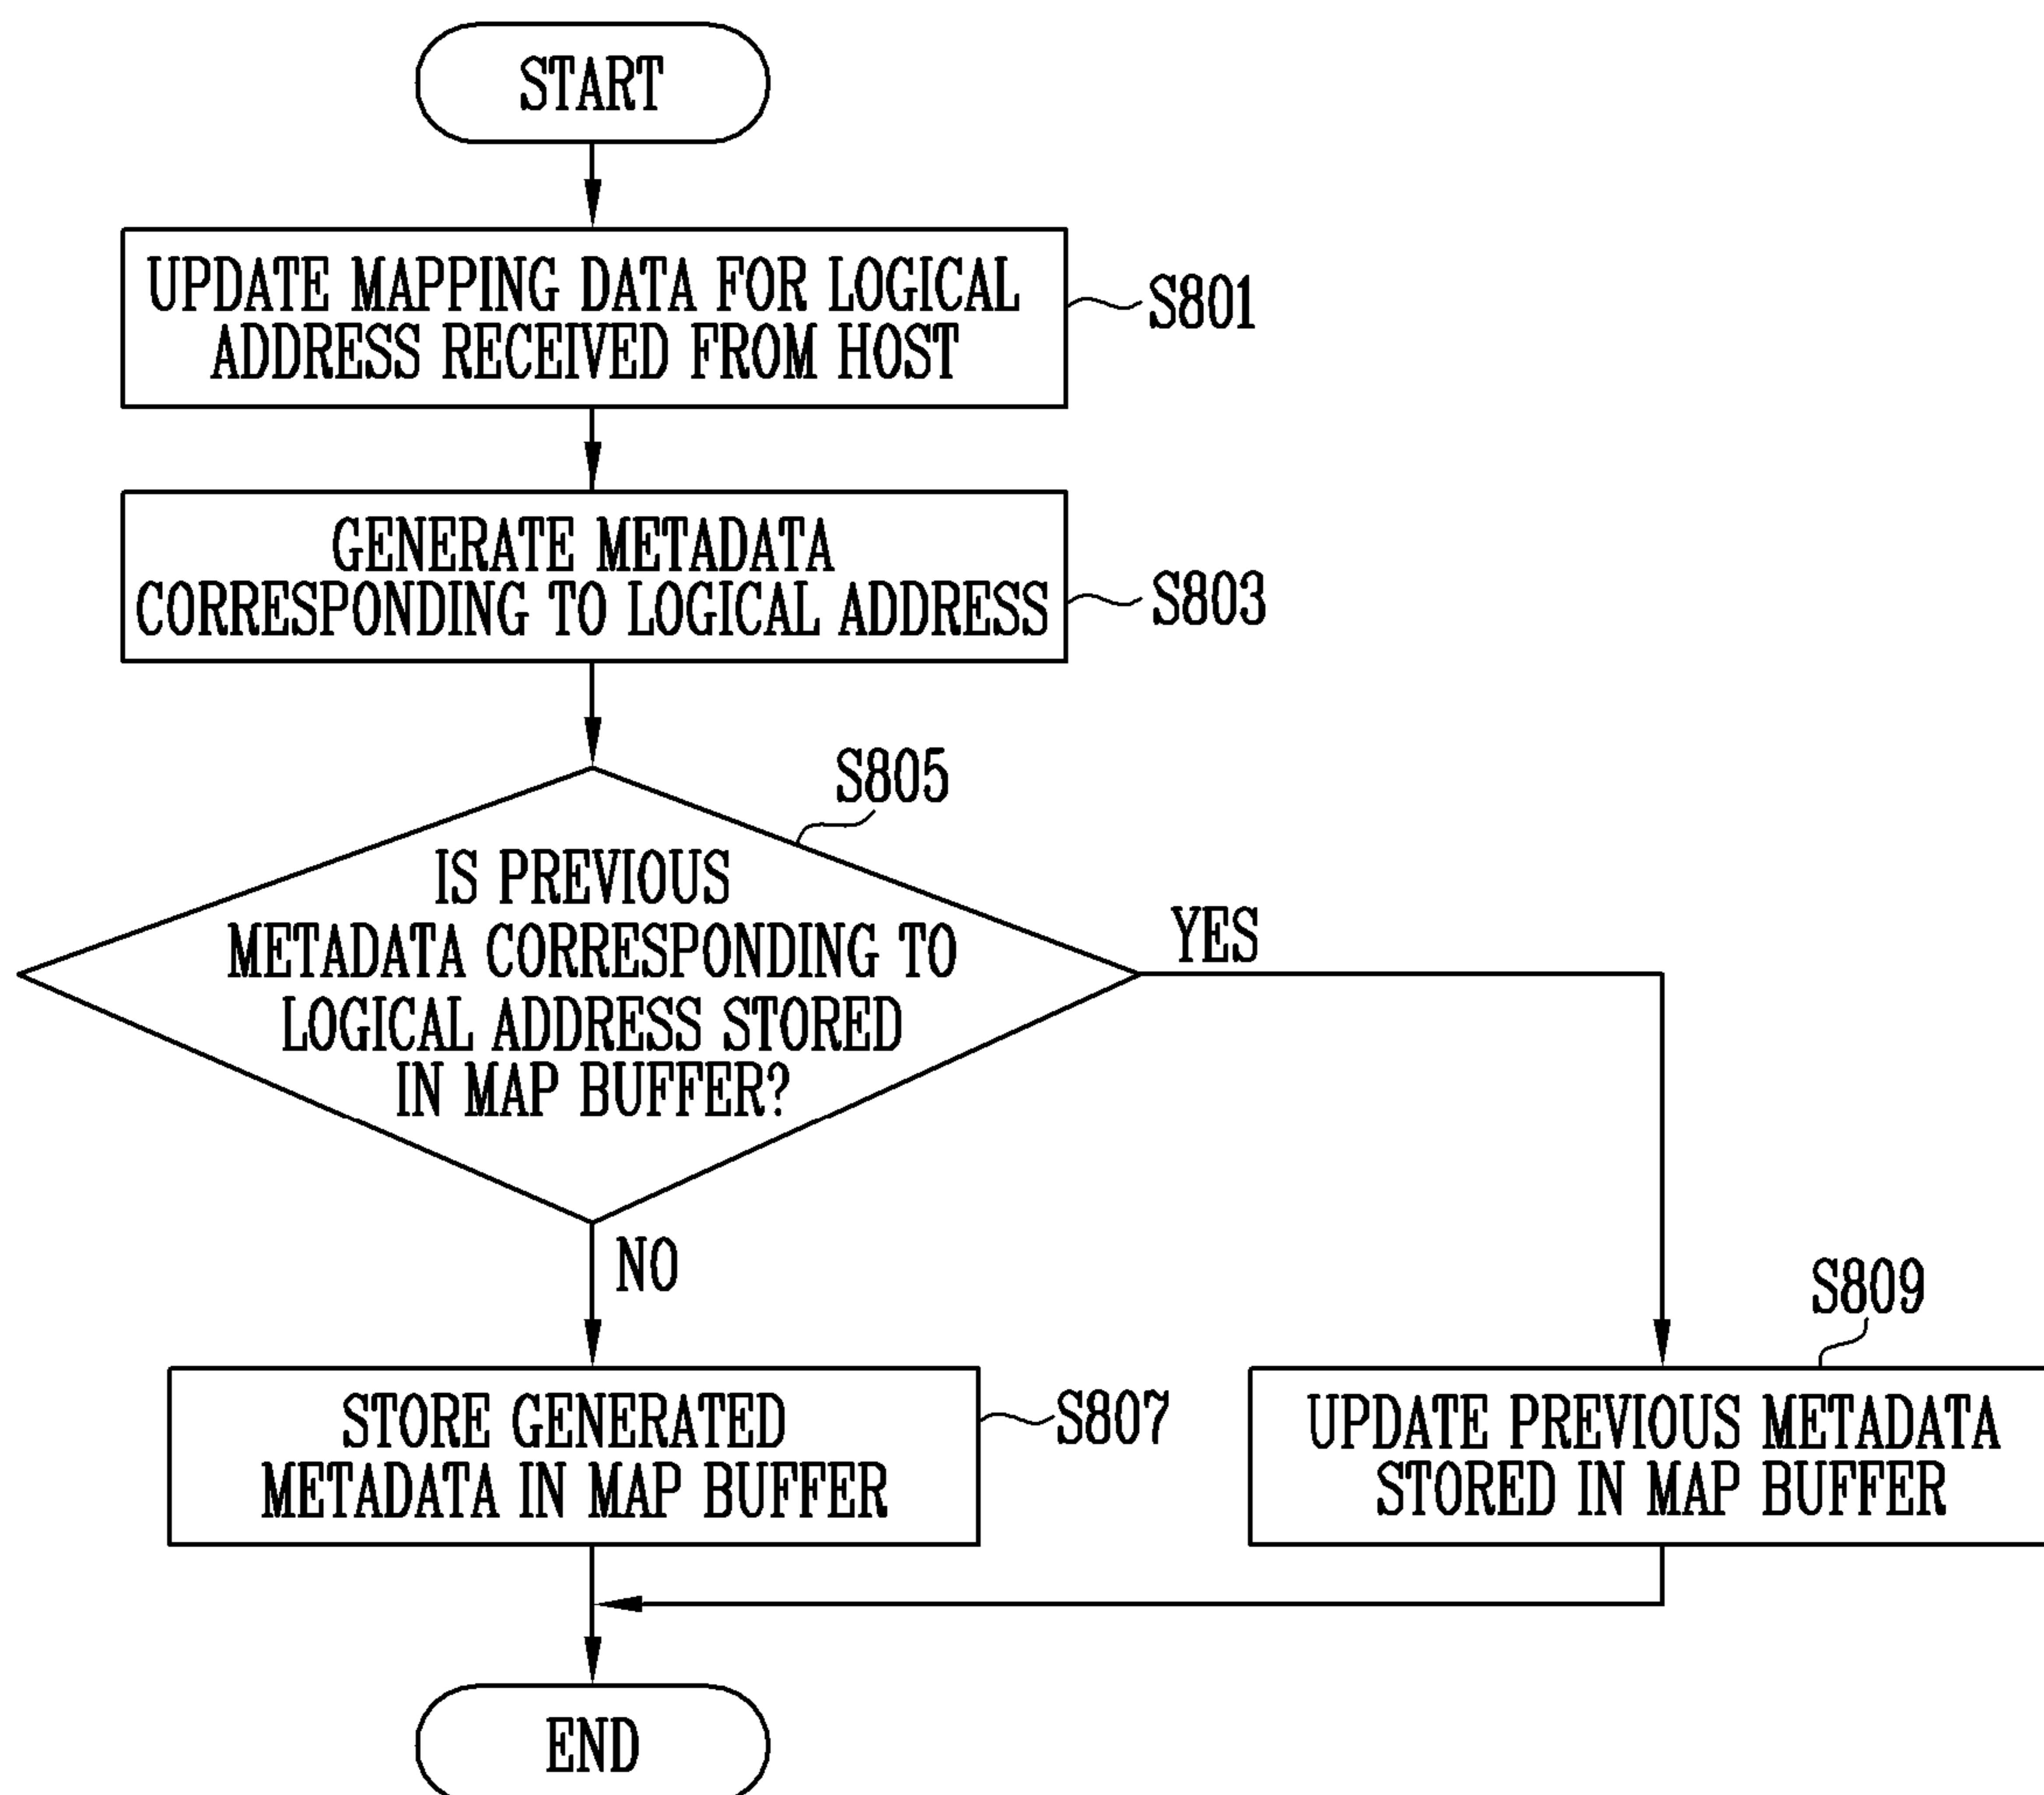 START
UPDATE MAPPING DATA FOR LOGICAL
ADDRESS RECEIVED FROM HOST
S801
GENERATE METADATA
CORRESPONDING TO LOGICAL ADDRESS
S803
S805
IS PREVIOUS
METADATA CORRESPONDING TO
LOGICAL ADDRESS STORED
IN MAP BUFFER?
YES
NO
STORE GENERATED
METADATA IN MAP BUFFER
S807
S809
UPDATE PREVIOUS METADATA
STORED IN MAP BUFFER
END